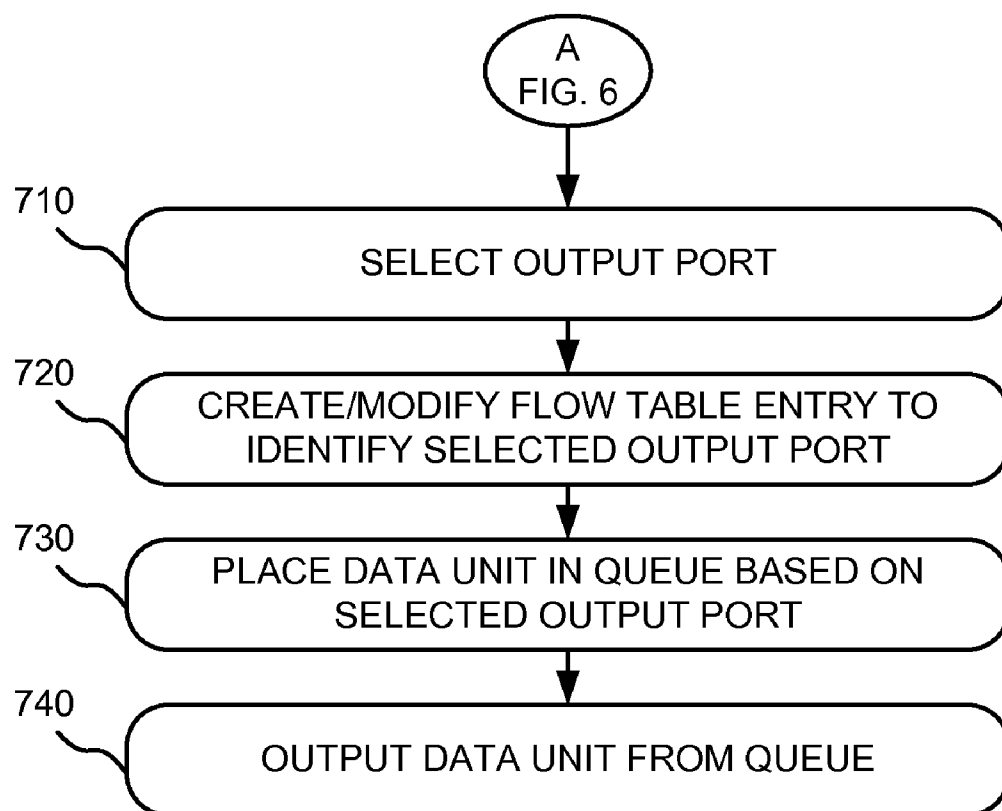 A
FIG. 6
710
SELECT OUTPUT PORT
720
CREATE/MODIFY FLOW TABLE ENTRY TO
IDENTIFY SELECTED OUTPUT PORT
730
PLACE DATA UNIT IN QUEUE BASED ON
SELECTED OUTPUT PORT
740
OUTPUT DATA UNIT FROM QUEUE